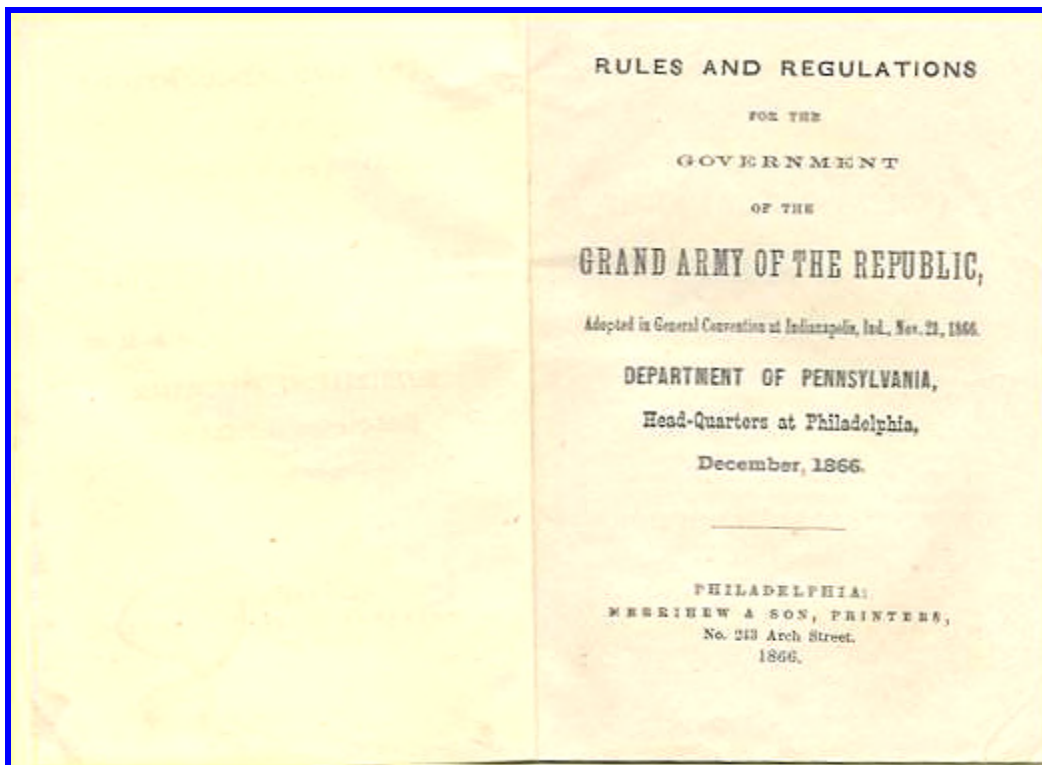 RULES AND REGULATIONS
FOR THE
GOVERNMENT
OF THE
GRAND ARMY OF THE REPUBLIC,
Adopted in General Convention at Indianapolis, Ind., Nov. 21, 1866.
DEPARTMENT OF PENNSYLVANIA,
Head-Quarters at Philadelphia,
December, 1866.
PHILADELPHIA:
MERRIHEW & SON, PRINTERS,
No. 243 Arch Street.
1866.